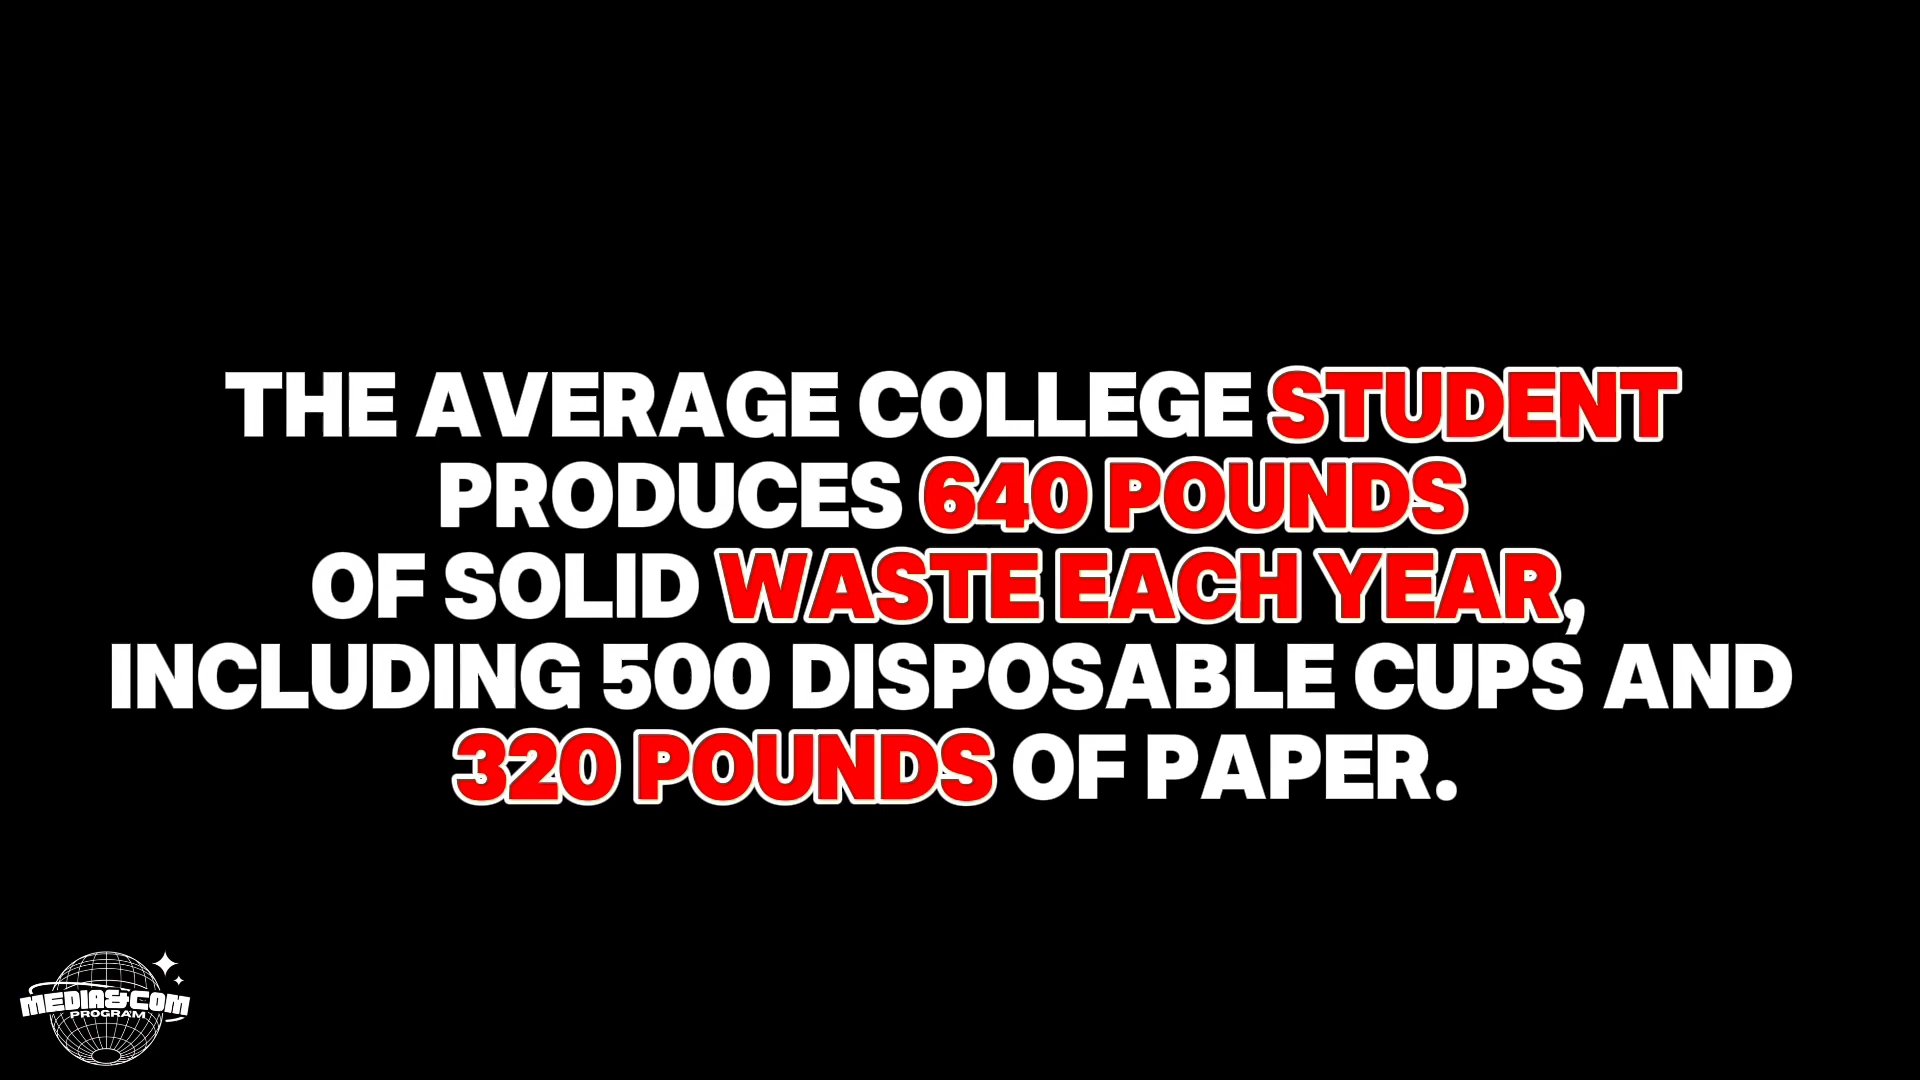 THE AVERAGE COLLEGE STUDENT
PRODUCES 640 POUNDS
OF SOLID WASTE EACH YEAR,
INCLUDING 500 DISPOSABLE CUPS AND
320 POUNDS OF PAPER.
MEDIA&COM
PROGRAM